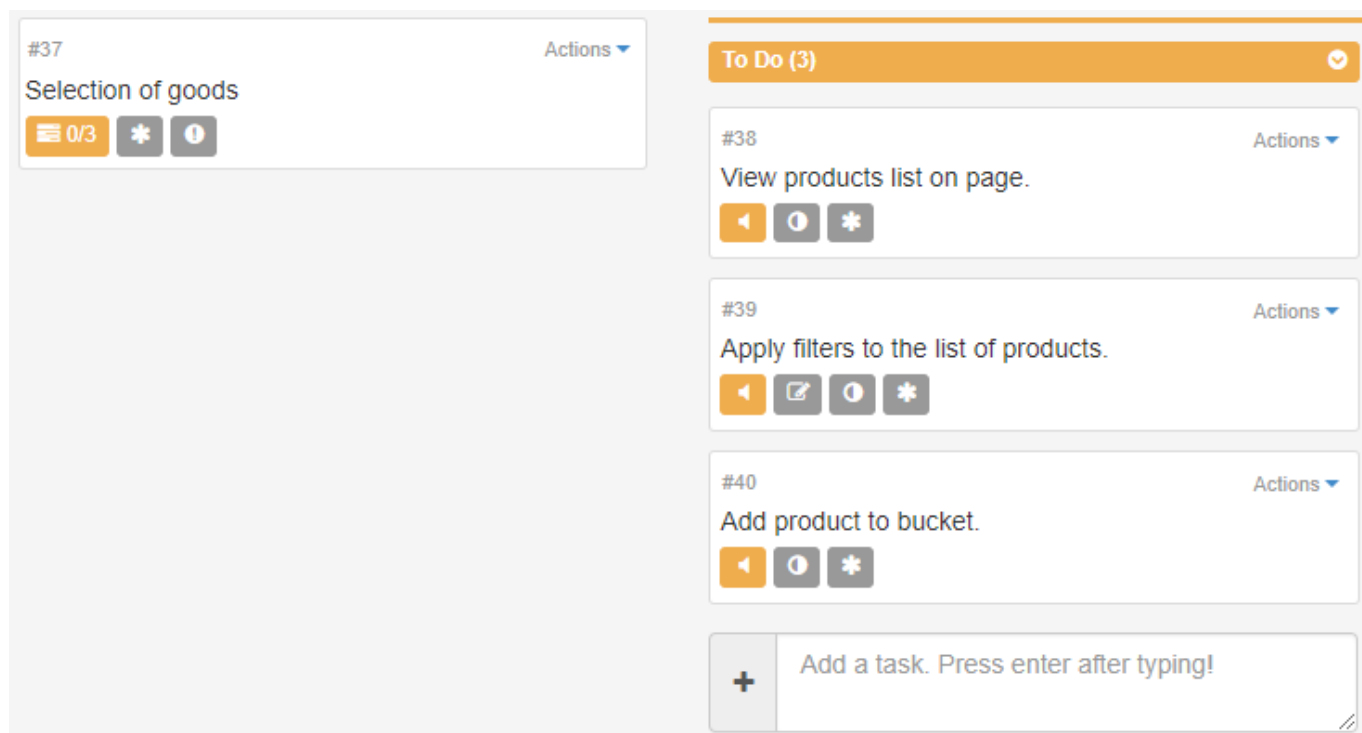 #37 Actions
Selection of goods
0/3
To Do (3)
#38 Actions
View products list on page.
#39 Actions
Apply filters to the list of products.
#40 Actions
Add product to bucket.
+ Add a task. Press enter after typing!